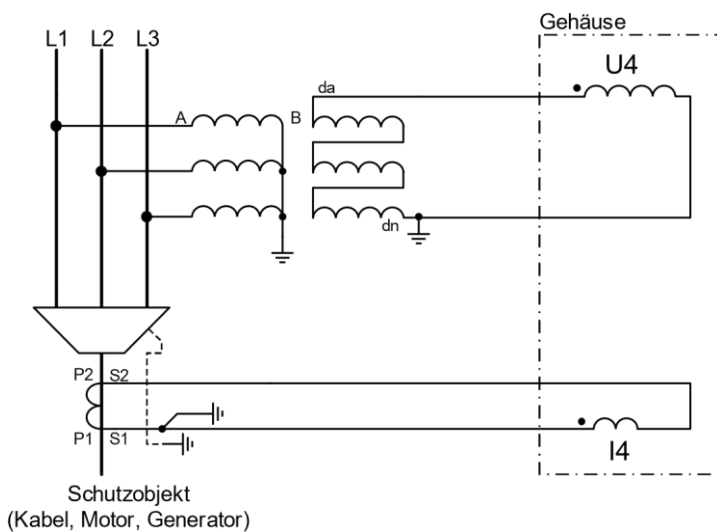 Gehäuse
L1 L2 L3
U4
da
A B
dn
P2 S2
P1 S1
I4
Schutzobjekt
(Kabel, Motor, Generator)